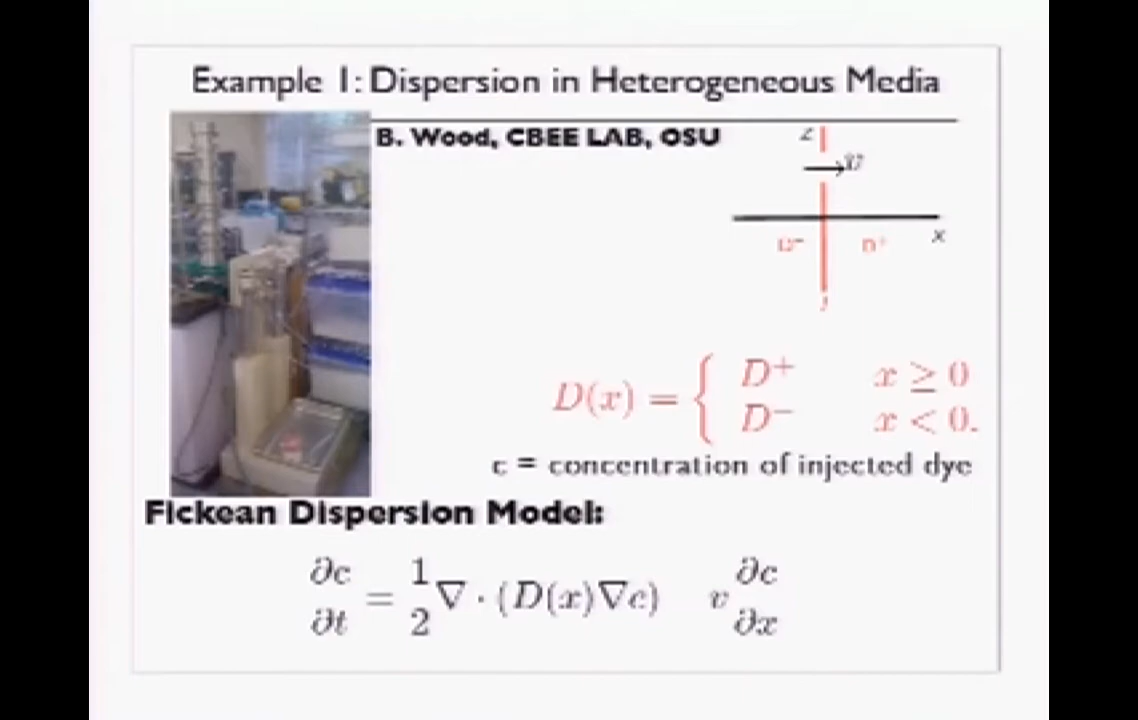 Example 1: Dispersion in Heterogeneous Media
B. Wood, CBEE LAB, OSU
z
x
D⁺
D(x) = { D⁺ x ≥ 0
D⁻ x < 0.
c = concentration of injected dye
Fickean Dispersion Model:
∂c/∂t = 1/2 ∇ · (D(x)∇c) v ∂c/∂x